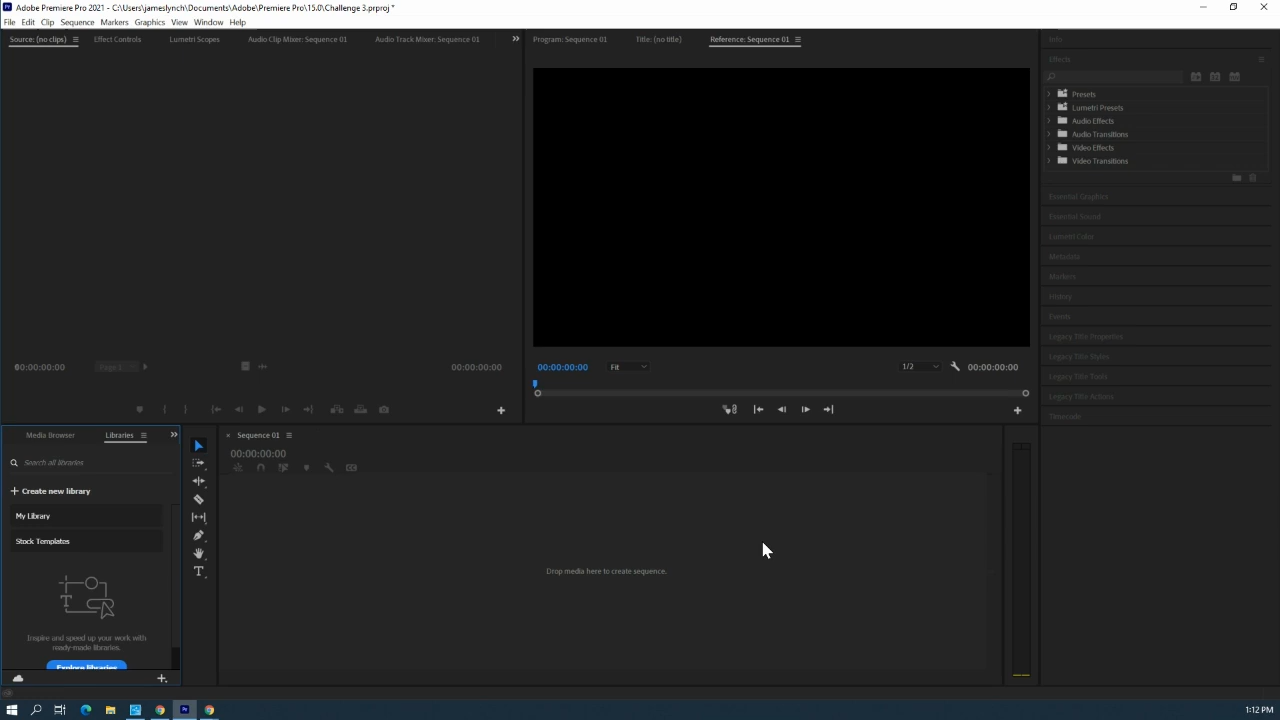 Adobe Premiere Pro 2021 - C:\Users\jameslynch\Documents\Adobe\Premiere Pro\15.0\Challenge 3.prproj *
File Edit Clip Sequence Markers Graphics View Window Help
Source: (no clips) Effect Controls Lumetri Scopes Audio Clip Mixer: Sequence 01 Audio Track Mixer: Sequence 01
Program: Sequence 01 Title: (no title) Reference: Sequence 01
Info
Effects
Presets
Lumetri Presets
Audio Effects
Audio Transitions
Video Effects
Video Transitions
Essential Graphics
Essential Sound
Lumetri Color
Metadata
Markers
History
Events
Legacy Title Properties
Legacy Title Styles
Legacy Title Tools
Legacy Title Actions
Timecode
00:00:00:00 Page 1 00:00:00:00
00:00:00:00 Fit 1/2 00:00:00:00
Media Browser Libraries
Search all libraries
Create new library
My Library
Stock Templates
Inspire and speed up your work with
ready-made libraries.
Explore libraries
Sequence 01
00:00:00:00
Drop media here to create sequence.
1:12 PM